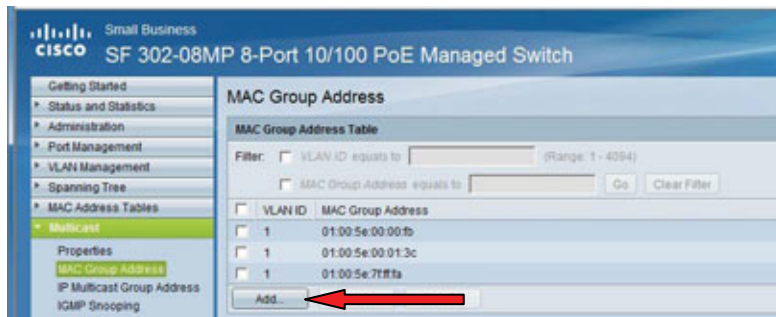 Small Business
CISCO SF 302-08MP 8-Port 10/100 PoE Managed Switch
Getting Started
Status and Statistics
Administration
Port Management
VLAN Management
Spanning Tree
MAC Address Tables
Multicast
Properties
MAC Group Address
IP Multicast Group Address
IGMP Snooping
MAC Group Address
MAC Group Address Table
Filter: VLAN ID equals to (Range: 1 - 4094)
MAC Group Address equals to Go Clear Filter
VLAN ID MAC Group Address
1 01:00:5e:00:00:fb
1 01:00:5e:00:01:3c
1 01:00:5e:7f:ff:fa
Add...